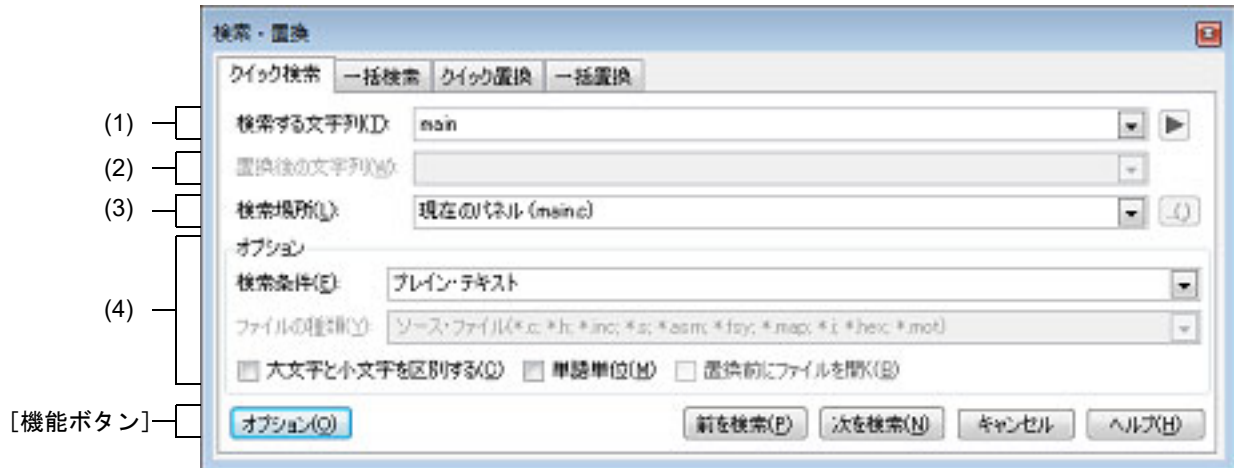 検索・置換
クイック検索 一括検索 クイック置換 一括置換
(1) 検索する文字列(I): main
(2) 置換後の文字列(W):
(3) 検索場所(L): 現在のパネル (main.c) ...()
オプション
(4) 検索条件(E): プレイン・テキスト
ファイルの種類(Y): ソース・ファイル(*.c; *.h; *.inc; *.s; *.asm; *.fsy; *.map; *.i; *.hex; *.mot)
大文字と小文字を区別する(C) 単語単位(M) 置換前にファイルを開く(B)
[機能ボタン] オプション(O) 前を検索(P) 次を検索(N) キャンセル ヘルプ(H)